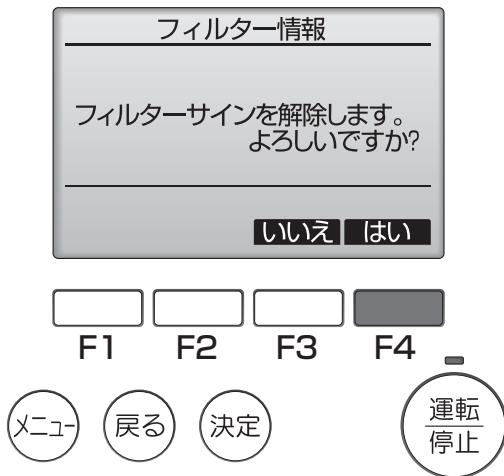 フィルター情報
フィルターサインを解除します。
よろしいですか?
いいえ はい
F1 F2 F3 F4
メニュー 戻る 決定 運転
停止